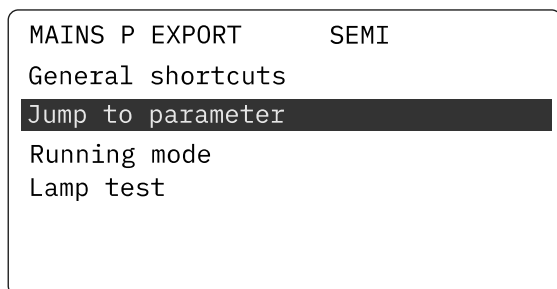 MAINS P EXPORT SEMI
General shortcuts
Jump to parameter
Running mode
Lamp test